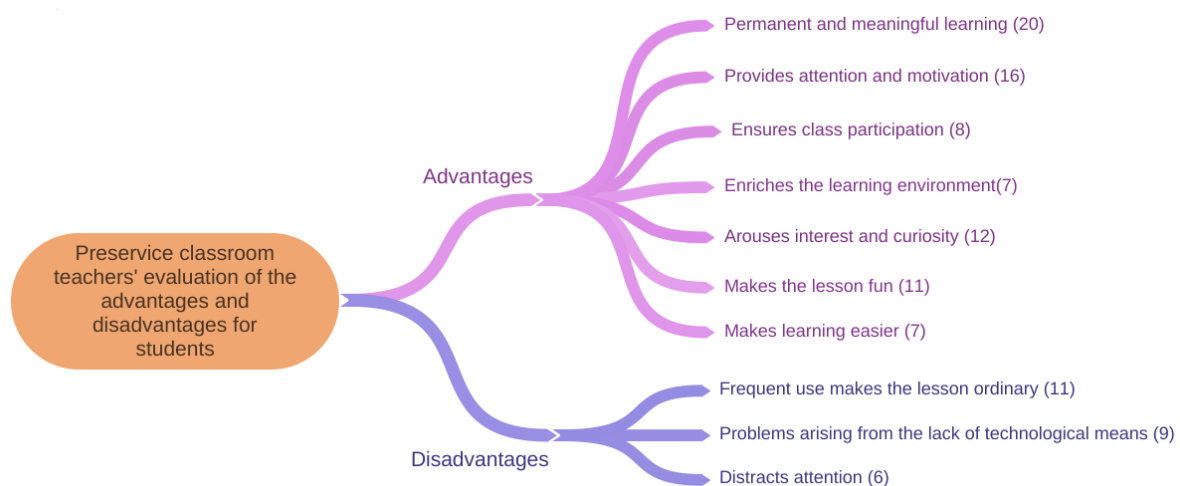 Preservice classroom
teachers' evaluation of the
advantages and
disadvantages for
students
Advantages
Permanent and meaningful learning (20)
Provides attention and motivation (16)
Ensures class participation (8)
Enriches the learning environment(7)
Arouses interest and curiosity (12)
Makes the lesson fun (11)
Makes learning easier (7)
Disadvantages
Frequent use makes the lesson ordinary (11)
Problems arising from the lack of technological means (9)
Distracts attention (6)